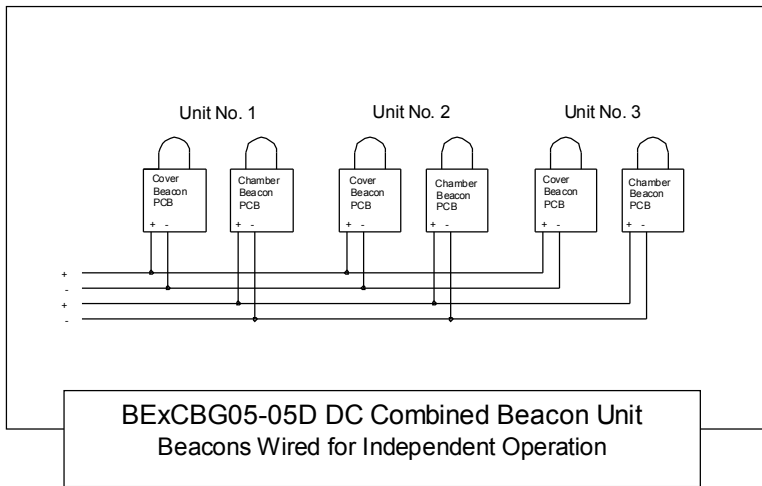 Unit No. 1
Unit No. 2
Unit No. 3
Cover
Beacon
PCB
+ -
Chamber
Beacon
PCB
+ -
Cover
Beacon
PCB
+ -
Chamber
Beacon
PCB
+ -
Cover
Beacon
PCB
+ -
Chamber
Beacon
PCB
+ -
+
-
+
-
BExCBG05-05D DC Combined Beacon Unit
Beacons Wired for Independent Operation